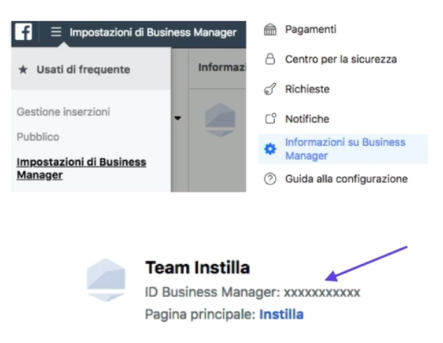 Impostazioni di Business Manager
Usati di frequente
Informaz
Gestione inserzioni
Pubblico
Impostazioni di Business
Manager
Pagamenti
Centro per la sicurezza
Richieste
Notifiche
Informazioni su Business
Manager
Guida alla configurazione
Team Instilla
ID Business Manager: xxxxxxxxxxx
Pagina principale: Instilla